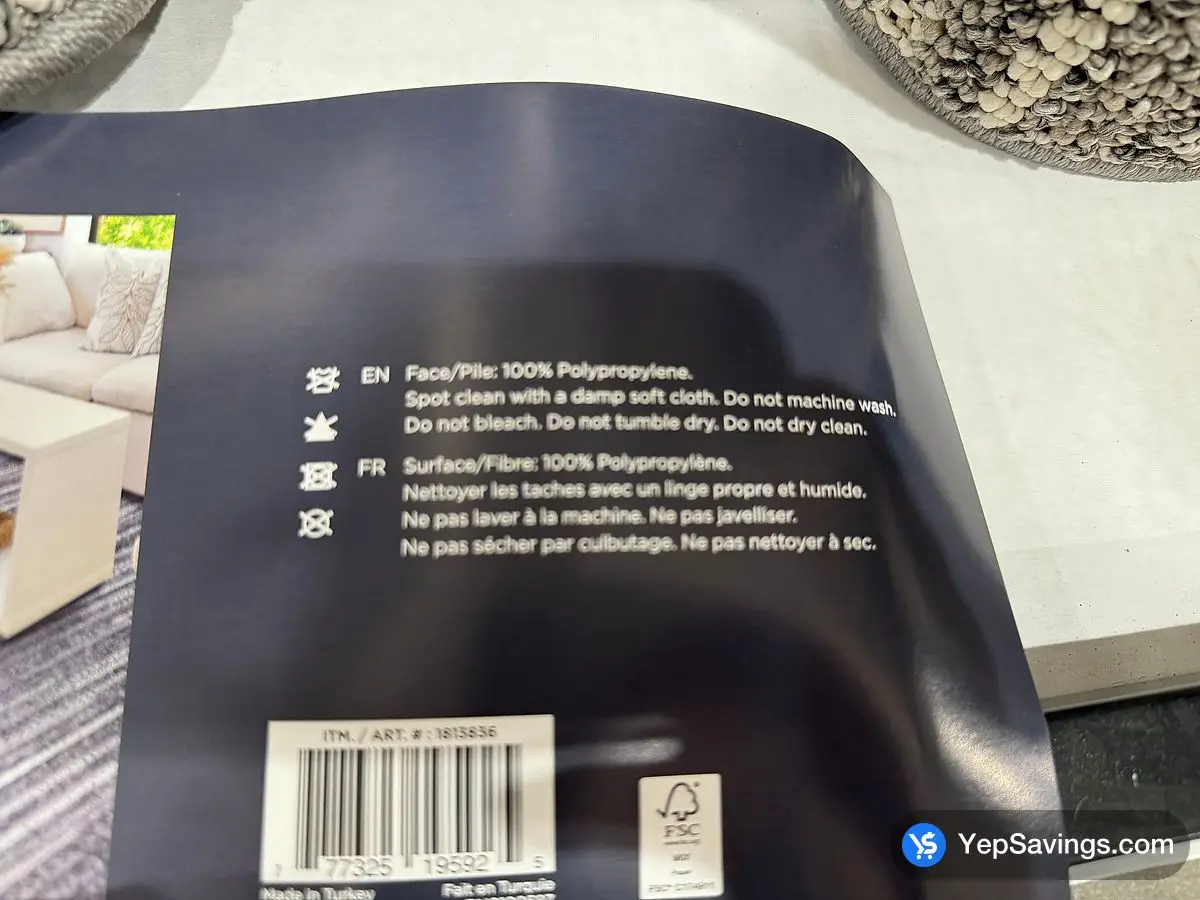 EN Face/Pile: 100% Polypropylene.
Spot clean with a damp soft cloth. Do not machine wash.
Do not bleach. Do not tumble dry. Do not dry clean.
FR Surface/Fibre: 100% Polypropylène.
Nettoyer les taches avec un linge propre et humide.
Ne pas laver à la machine. Ne pas javelliser.
Ne pas sécher par culbutage. Ne pas nettoyer à sec.
ITM. / ART. # : 1813836
7 77325 19592 5
Made in Turkey
Fait en Turquie
FSC
YepSavings.com